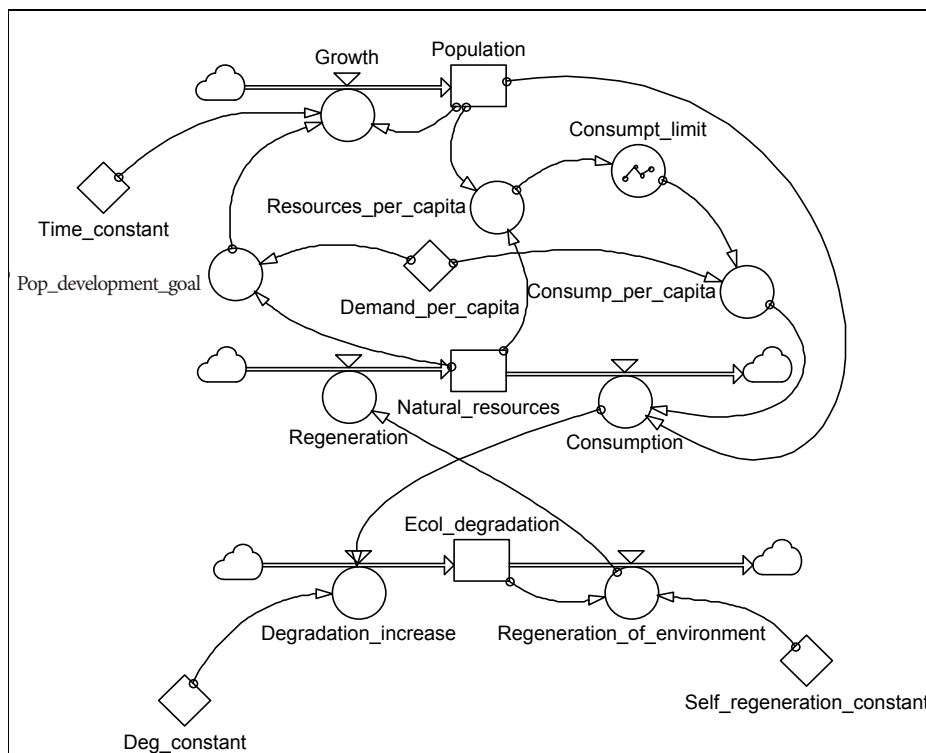 Growth
Population
Consumpt_limit
Resources_per_capita
Time_constant
Pop_development_goal
Demand_per_capita
Consump_per_capita
Natural_resources
Regeneration
Consumption
Ecol_degradation
Degradation_increase
Regeneration_of_environment
Self_regeneration_constant
Deg_constant